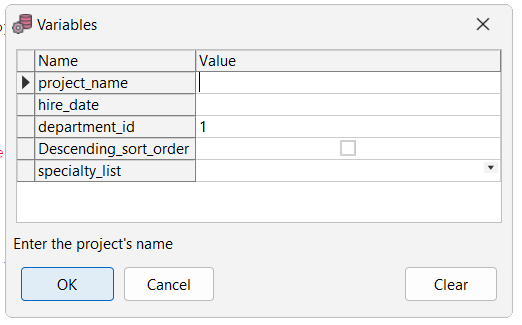 Variables
Name Value
project_name
hire_date
department_id 1
Descending_sort_order
specialty_list
Enter the project's name
OK Cancel Clear